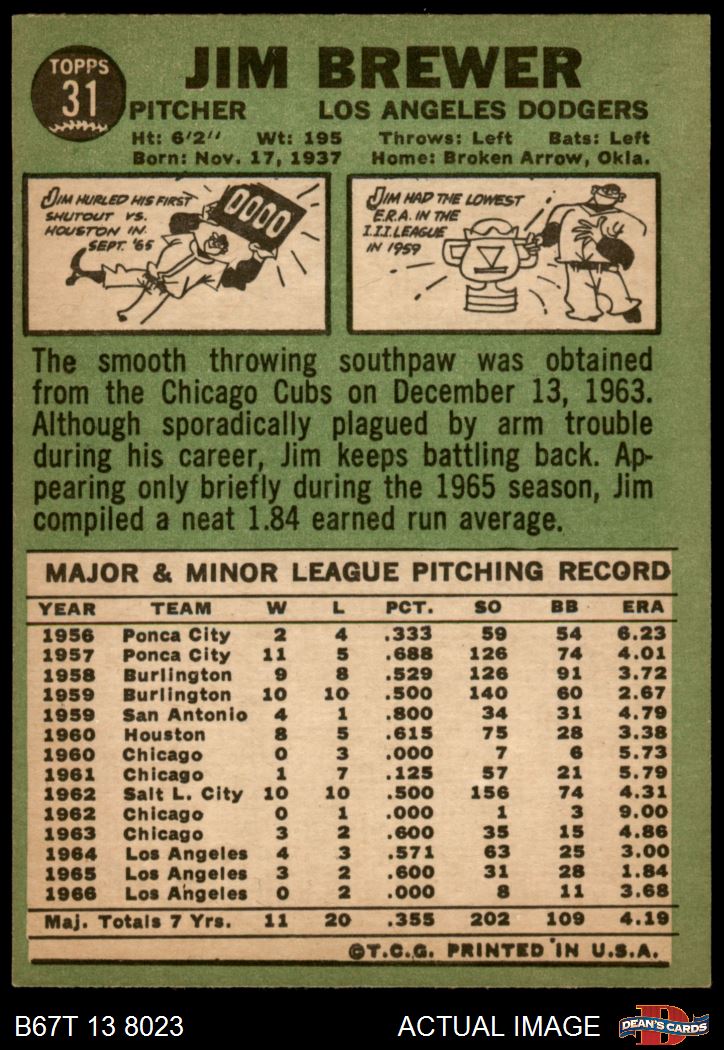 TOPPS
31
JIM BREWER
PITCHER LOS ANGELES DODGERS
Ht: 6'2" Wt: 195 Throws: Left Bats: Left
Born: Nov. 17, 1937 Home: Broken Arrow, Okla.
JIM HURLED HIS FIRST
SHUTOUT VS.
HOUSTON IN
SEPT. '65
0000
JIM HAD THE LOWEST
E.R.A. IN THE
I.I.I. LEAGUE
IN 1959
The smooth throwing southpaw was obtained
from the Chicago Cubs on December 13, 1963.
Although sporadically plagued by arm trouble
during his career, Jim keeps battling back. Ap-
pearing only briefly during the 1965 season, Jim
compiled a neat 1.84 earned run average.
MAJOR & MINOR LEAGUE PITCHING RECORD
YEAR TEAM W L PCT. SO BB ERA
1956 Ponca City 2 4 .333 59 54 6.23
1957 Ponca City 11 5 .688 126 74 4.01
1958 Burlington 9 8 .529 126 91 3.72
1959 Burlington 10 10 .500 140 60 2.67
1959 San Antonio 4 1 .800 34 31 4.79
1960 Houston 8 5 .615 75 28 3.38
1960 Chicago 0 3 .000 7 6 5.73
1961 Chicago 1 7 .125 57 21 5.79
1962 Salt L. City 10 10 .500 156 74 4.31
1962 Chicago 0 1 .000 1 3 9.00
1963 Chicago 3 2 .600 35 15 4.86
1964 Los Angeles 4 3 .571 63 25 3.00
1965 Los Angeles 3 2 .600 31 28 1.84
1966 Los Angeles 0 2 .000 8 11 3.68
Maj. Totals 7 Yrs. 11 20 .355 202 109 4.19
©T.C.G. PRINTED IN U.S.A.
B67T 13 8023 ACTUAL IMAGE
D
DEAN'S CARDS